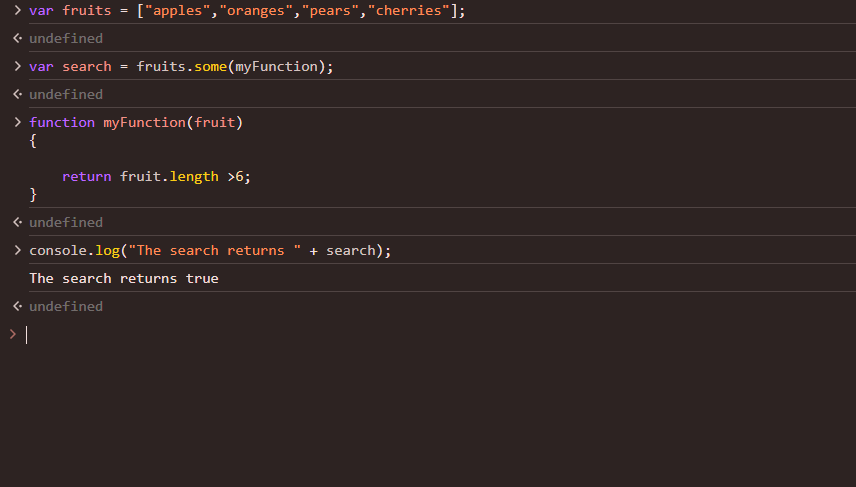 > var fruits = ["apples","oranges","pears","cherries"];
< undefined
> var search = fruits.some(myFunction);
< undefined
> function myFunction(fruit)
{
return fruit.length >6;
}
< undefined
> console.log("The search returns " + search);
The search returns true
< undefined
>